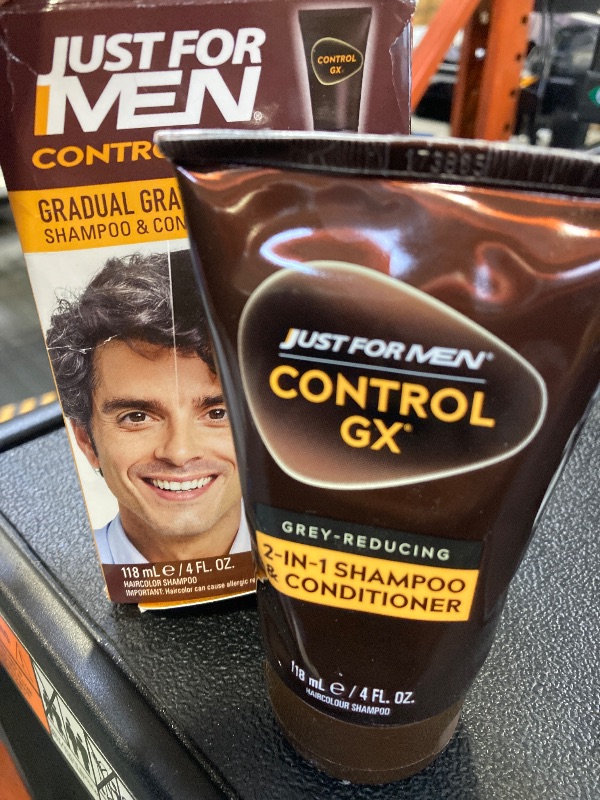 JUST FOR
MEN®
CONTRO
GRADUAL GRA
SHAMPOO & CON
CONTROL
GX
118 mL e / 4 FL. OZ.
HAIRCOLOR SHAMPOO
IMPORTANT: Haircolor can cause allergic re
173895
JUST FOR MEN®
CONTROL
GX®
GREY-REDUCING
2-IN-1 SHAMPOO
& CONDITIONER
118 mL e / 4 FL. OZ.
HAIRCOLOUR SHAMPOO